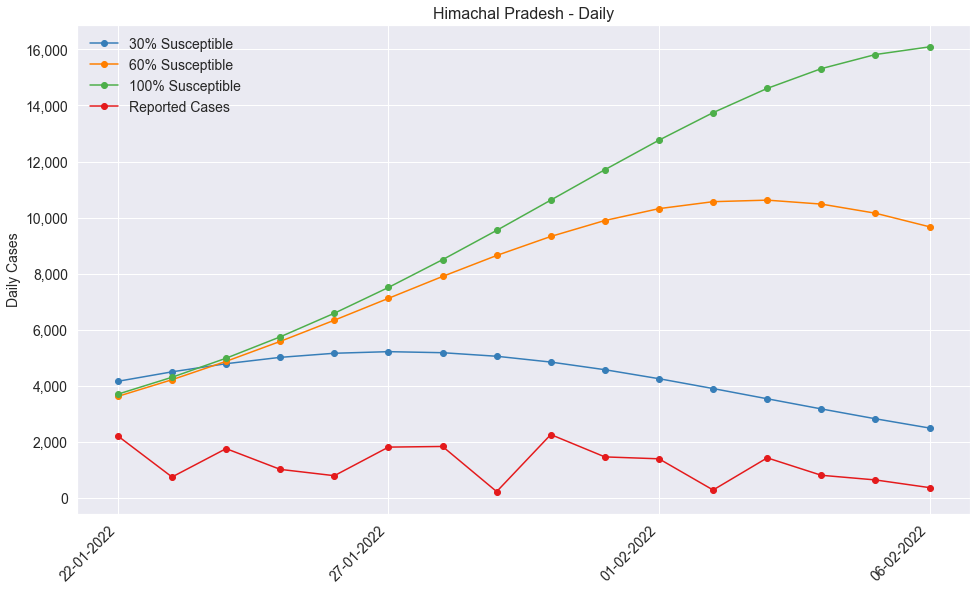 Himachal Pradesh - Daily
30% Susceptible
60% Susceptible
100% Susceptible
Reported Cases
Daily Cases
16,000
14,000
12,000
10,000
8,000
6,000
4,000
2,000
0
22-01-2022
27-01-2022
01-02-2022
06-02-2022